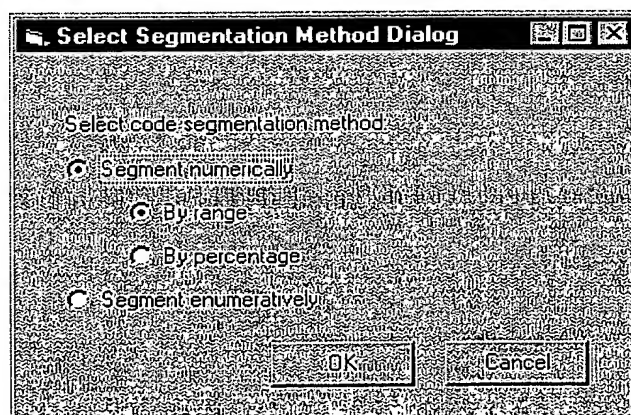 Select Segmentation Method Dialog
Select code segmentation method:
Segment numerically
By range
By percentage
Segment enumeratively
OK Cancel